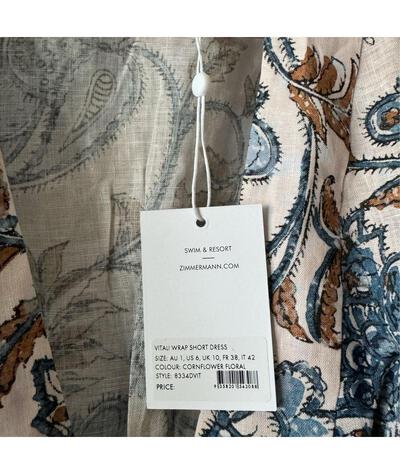 SWIM & RESORT
ZIMMERMANN.COM
VITALI WRAP SHORT DRESS
SIZE: AU 1, US 6, UK 10, FR 38, IT 42
COLOUR: CORNFLOWER FLORAL
STYLE: 8334DVIT
PRICE: